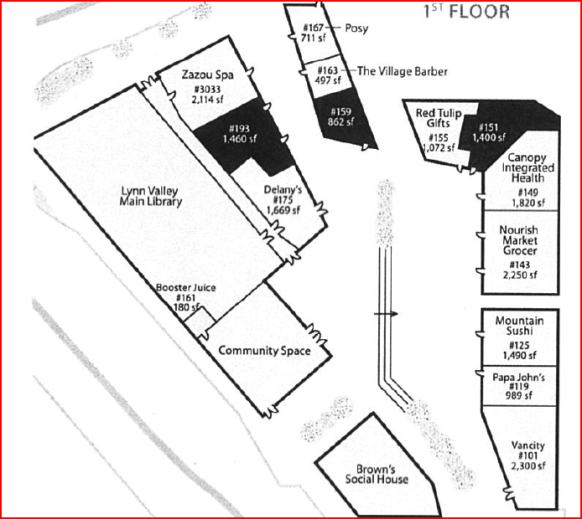 1ST FLOOR
#167
711 sf
Posy
#163
497 sf
The Village Barber
#159
862 sf
Zazou Spa
#3033
2,114 sf
#193
1,460 sf
Delany's
#175
1,669 sf
Lynn Valley
Main Library
Booster Juice
#161
180 sf
Community Space
Red Tulip
Gifts
#155
1,072 sf
#151
1,400 sf
Canopy
Integrated
Health
#149
1,820 sf
Nourish
Market
Grocer
#143
2,250 sf
Mountain
Sushi
#125
1,490 sf
Papa John's
#119
989 sf
Vancity
#101
2,300 sf
Brown's
Social House